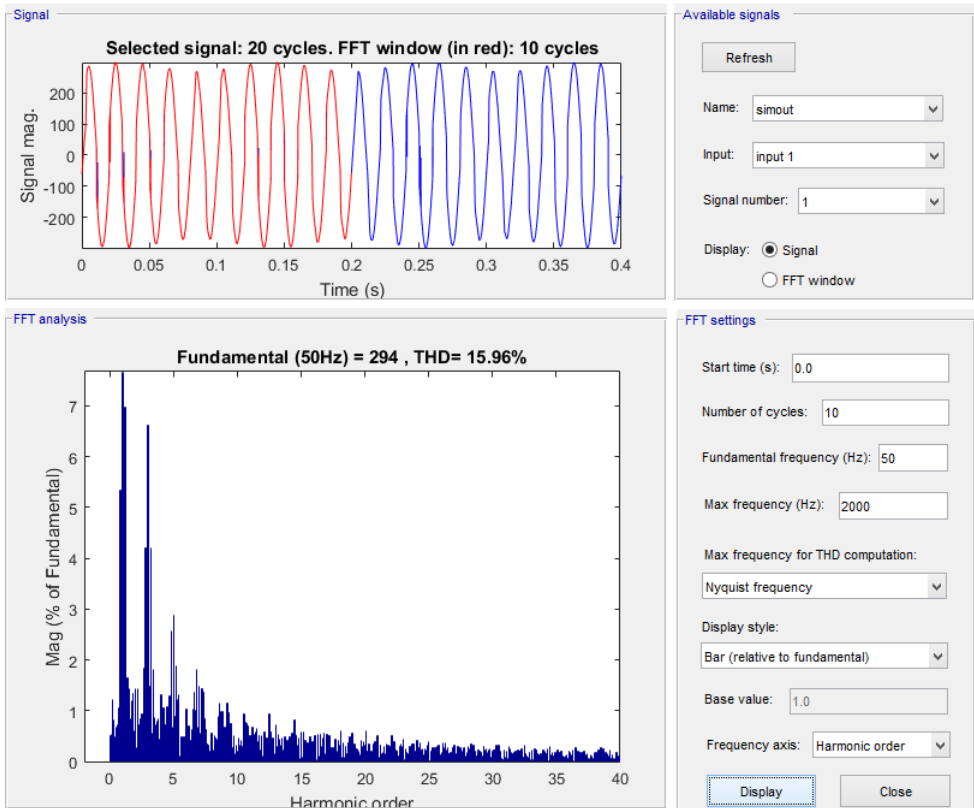 Signal
Selected signal: 20 cycles. FFT window (in red): 10 cycles
200
100
0
-100
-200
Signal mag.
0 0.05 0.1 0.15 0.2 0.25 0.3 0.35 0.4
Time (s)
Available signals
Refresh
Name: simout
Input: input 1
Signal number: 1
Display: Signal
FFT window
FFT analysis
Fundamental (50Hz) = 294 , THD= 15.96%
7
6
5
4
3
2
1
0
Mag (% of Fundamental)
0 5 10 15 20 25 30 35 40
Harmonic order
FFT settings
Start time (s): 0.0
Number of cycles: 10
Fundamental frequency (Hz): 50
Max frequency (Hz): 2000
Max frequency for THD computation:
Nyquist frequency
Display style:
Bar (relative to fundamental)
Base value: 1.0
Frequency axis: Harmonic order
Display Close